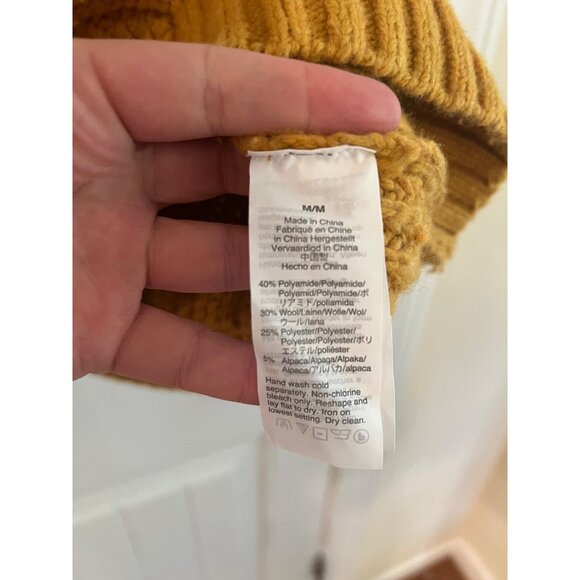 M/M
Made in China
Fabriqué en Chine
in China Hergestellt
Vervaardigd in China
中国製
Hecho en China
40% Polyamide/Polyamide/
Polyamid/Polyamide/ポ
リアミド/poliamida
30% Wool/Laine/Wolle/Wol/
ウール/lana
25% Polyester/Polyester/
Polyester/Polyester/ポリ
エステル/poliéster
5% Alpaca/Alpaga/Alpaka/
Alpaca/アルパカ/alpaca
Hand wash cold
separately. Non-chlorine
bleach only. Reshape and
lay flat to dry. Iron on
lowest setting. Dry clean.